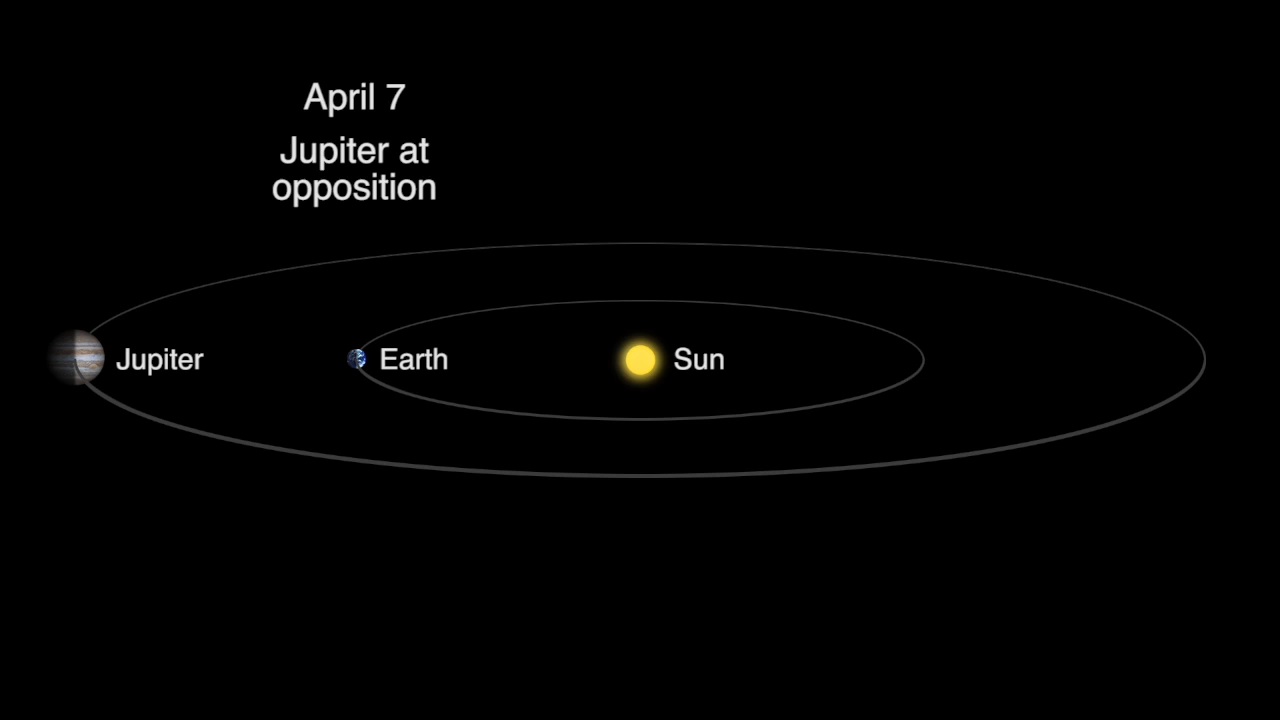 April 7
Jupiter at
opposition
Jupiter
Earth
Sun